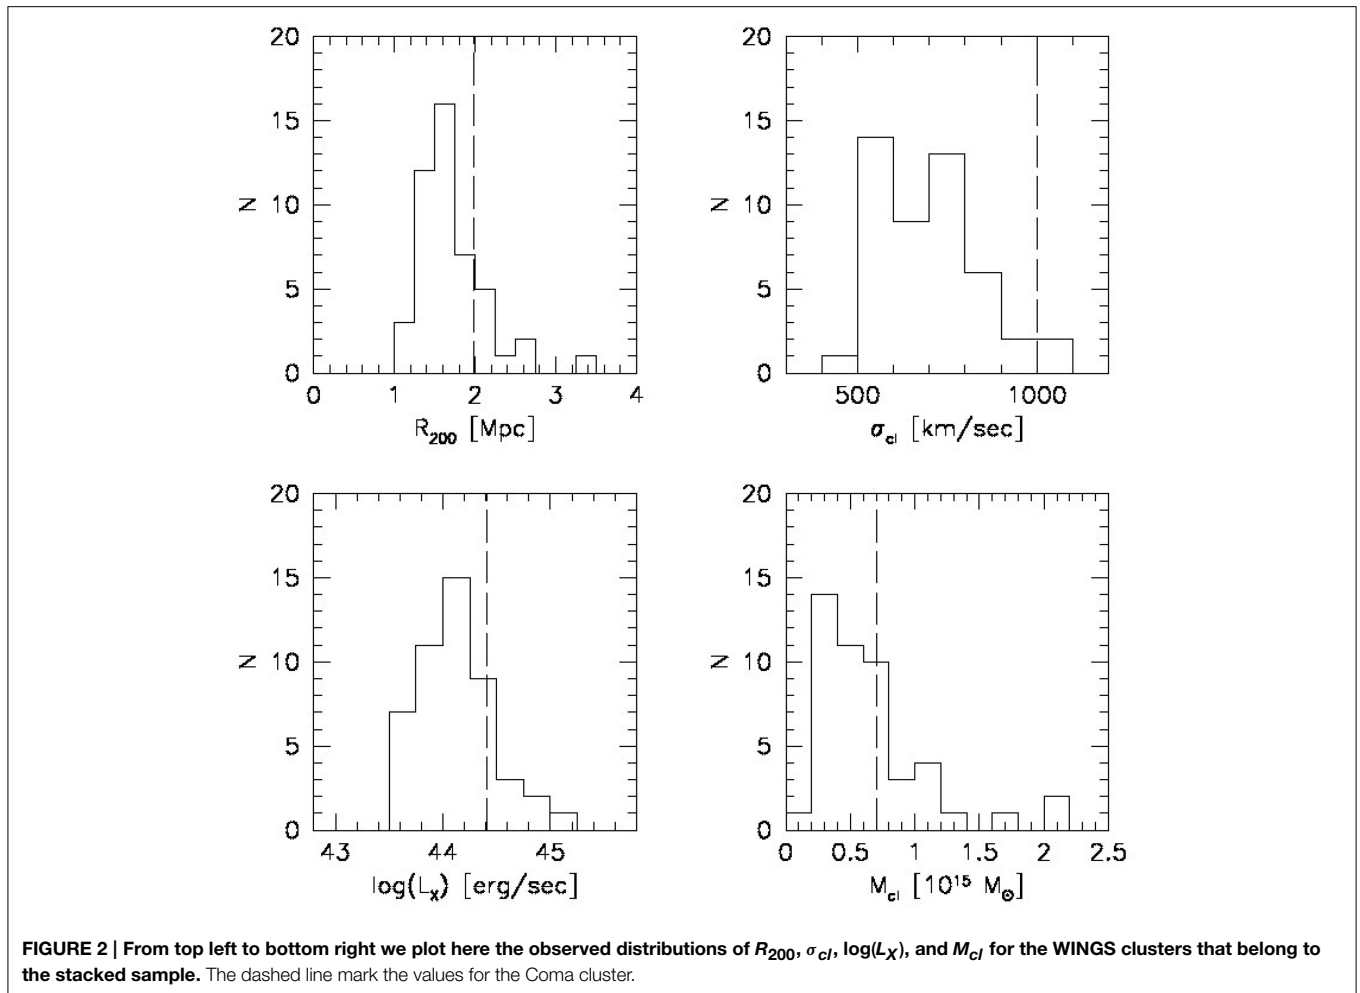 20
15
N 10
5
0
0 1 2 3 4
R200 [Mpc]
20
15
N 10
5
0
500 1000
σcl [km/sec]
20
15
N 10
5
0
43 44 45
log(LX) [erg/sec]
20
15
N 10
5
0
0 0.5 1 1.5 2 2.5
Mcl [10¹⁵ M⊙]
FIGURE 2 | From top left to bottom right we plot here the observed distributions of R200, σcl, log(LX), and Mcl for the WINGS clusters that belong to
the stacked sample. The dashed line mark the values for the Coma cluster.